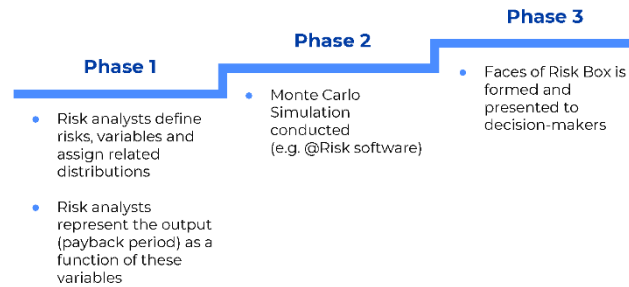 Phase 1
Risk analysts define
risks, variables and
assign related
distributions
Risk analysts
represent the output
(payback period) as a
function of these
variables
Phase 2
Monte Carlo
Simulation
conducted
(e.g. @Risk software)
Phase 3
Faces of Risk Box is
formed and
presented to
decision-makers